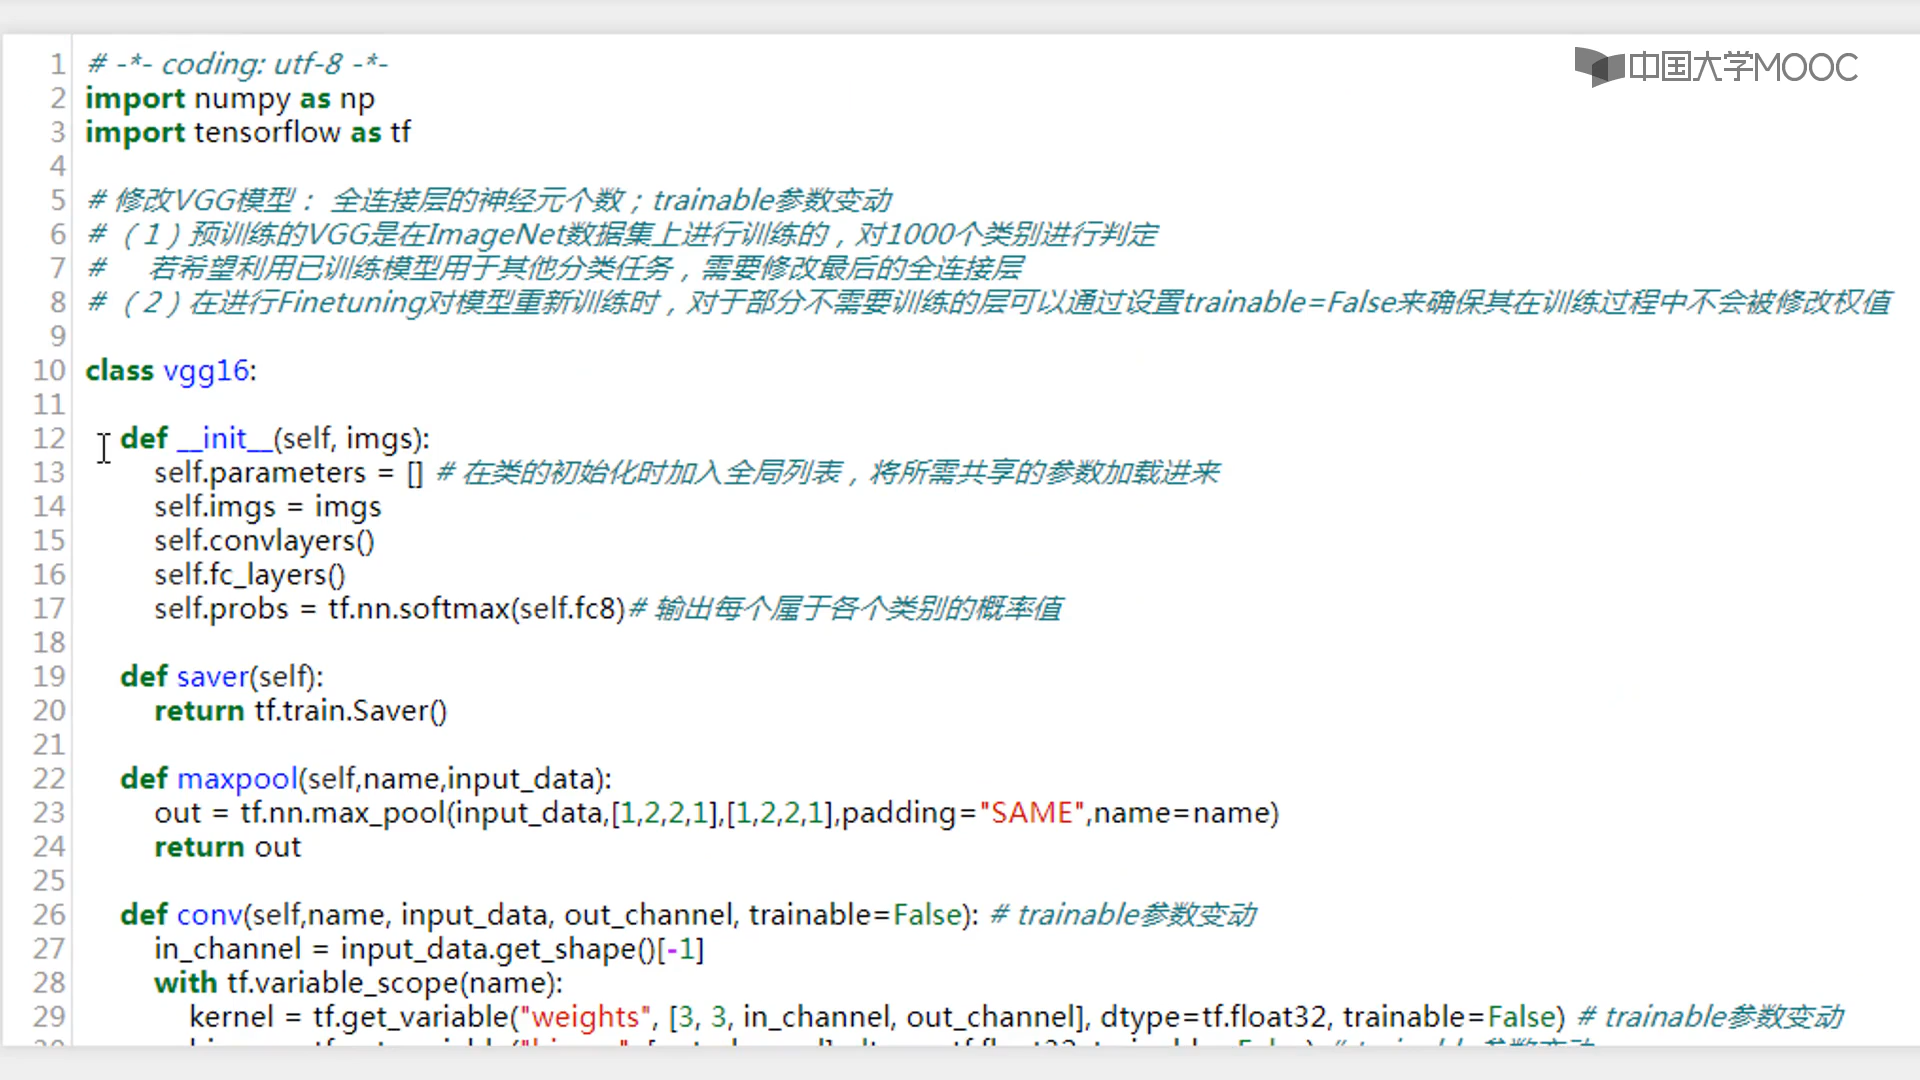 中国大学MOOC
1 # -*- coding: utf-8 -*-
2 import numpy as np
3 import tensorflow as tf
4
5 # 修改VGG模型： 全连接层的神经元个数；trainable参数变动
6 #（1）预训练的VGG是在ImageNet数据集上进行训练的，对1000个类别进行判定
7 # 若希望利用已训练模型用于其他分类任务，需要修改最后的全连接层
8 #（2）在进行Finetuning对模型重新训练时，对于部分不需要训练的层可以通过设置trainable=False来确保其在训练过程中不会被修改权值
9
10 class vgg16:
11
12 def __init__(self, imgs):
13 self.parameters = [] # 在类的初始化时加入全局列表，将所需共享的参数加载进来
14 self.imgs = imgs
15 self.convlayers()
16 self.fc_layers()
17 self.probs = tf.nn.softmax(self.fc8)# 输出每个属于各个类别的概率值
18
19 def saver(self):
20 return tf.train.Saver()
21
22 def maxpool(self,name,input_data):
23 out = tf.nn.max_pool(input_data,[1,2,2,1],[1,2,2,1],padding="SAME",name=name)
24 return out
25
26 def conv(self,name, input_data, out_channel, trainable=False): # trainable参数变动
27 in_channel = input_data.get_shape()[-1]
28 with tf.variable_scope(name):
29 kernel = tf.get_variable("weights", [3, 3, in_channel, out_channel], dtype=tf.float32, trainable=False) # trainable参数变动